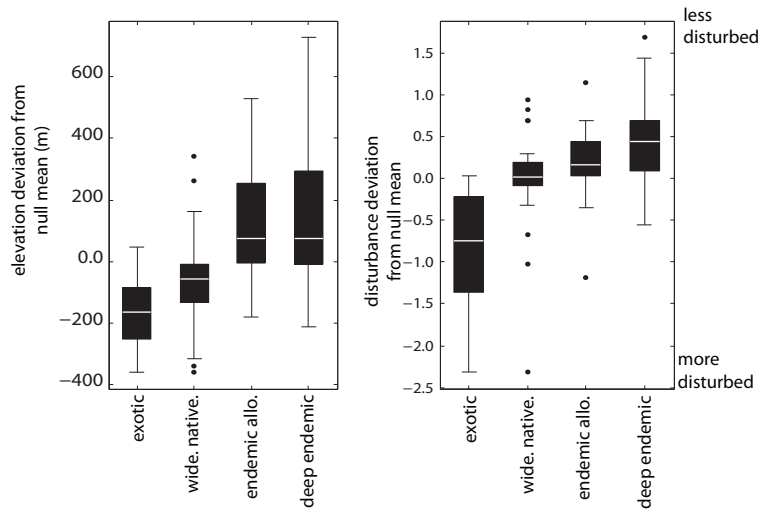 elevation deviation from
null mean (m)
600
400
200
0.0
−200
−400
exotic
wide. native.
endemic allo.
deep endemic
disturbance deviation
from null mean
1.5
1.0
0.5
0.0
−0.5
−1.0
−1.5
−2.0
−2.5
exotic
wide. native.
endemic allo.
deep endemic
less
disturbed
more
disturbed